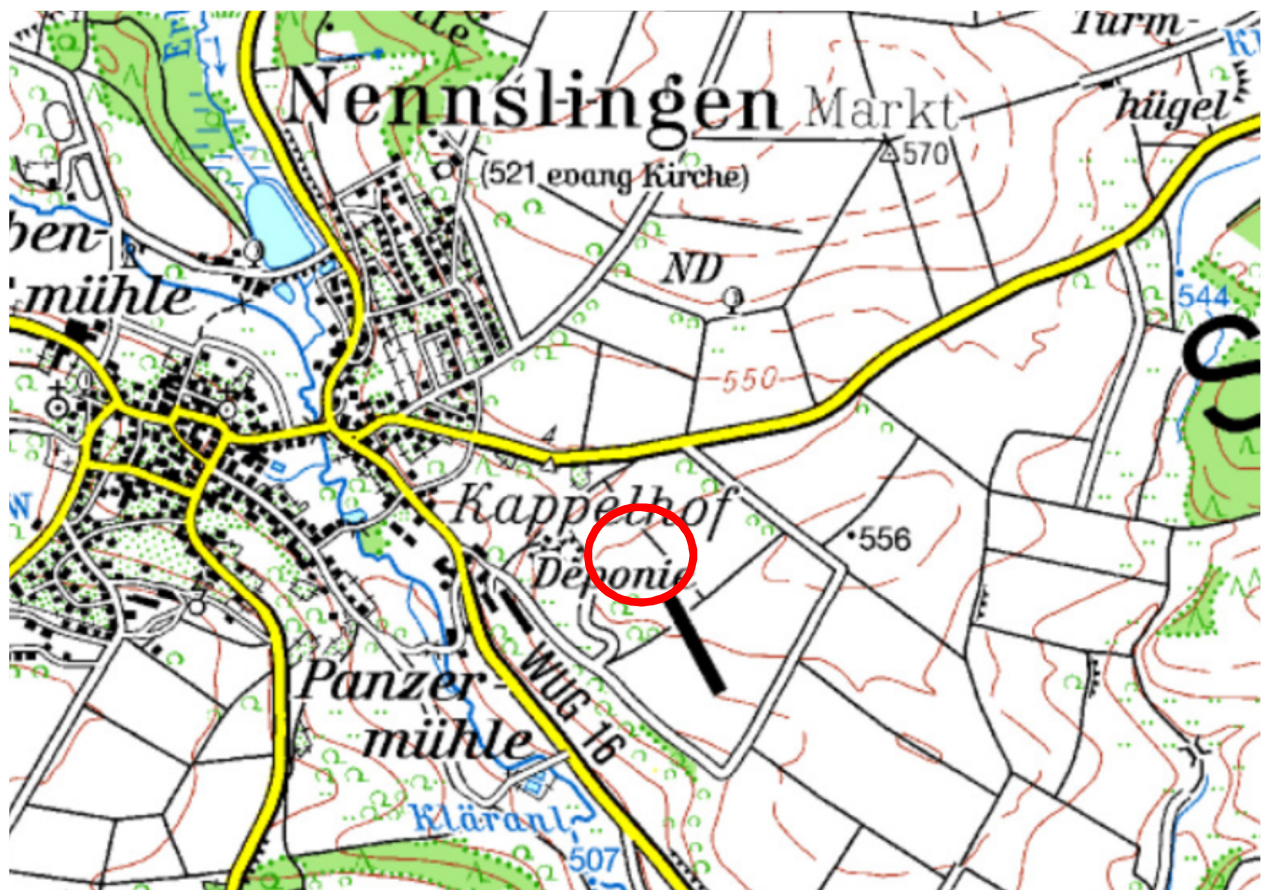 Turm-
hügel
Nennslingen Markt
570
(521 evang Kirche)
ND
544
mühle
550
4
Kappelhof
556
Deponie
WUG 16
Panzer-
mühle
Kläranl.
507